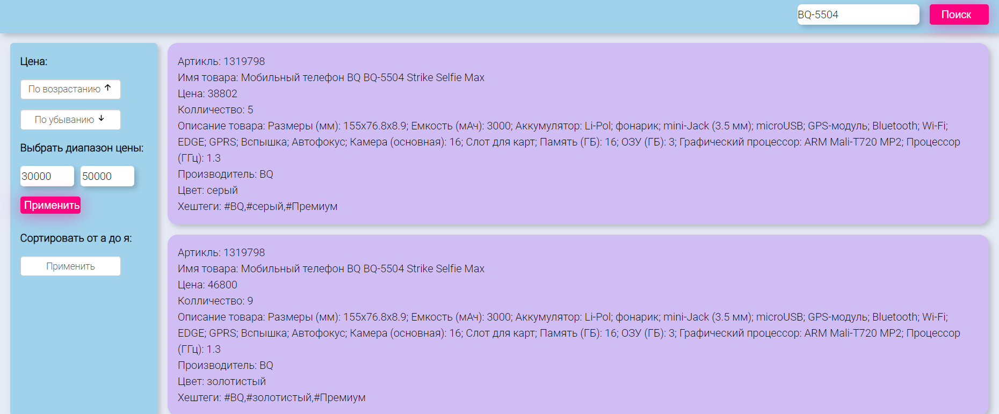 BQ-5504 Поиск
Цена:
По возрастанию ↑
По убыванию ↓
Выбрать диапазон цены:
30000 50000
Применить
Сортировать от а до я:
Применить
Артикль: 1319798
Имя товара: Мобильный телефон BQ BQ-5504 Strike Selfie Max
Цена: 38802
Колличество: 5
Описание товара: Размеры (мм): 155x76.8x8.9; Емкость (мАч): 3000; Аккумулятор: Li-Pol; фонарик; mini-Jack (3.5 мм); microUSB; GPS-модуль; Bluetooth; Wi-Fi;
EDGE; GPRS; Вспышка; Автофокус; Камера (основная): 16; Слот для карт; Память (ГБ): 16; ОЗУ (ГБ): 3; Графический процессор: ARM Mali-T720 MP2; Процессор
(ГГц): 1.3
Производитель: BQ
Цвет: серый
Хештеги: #BQ,#серый,#Премиум
Артикль: 1319798
Имя товара: Мобильный телефон BQ BQ-5504 Strike Selfie Max
Цена: 46800
Колличество: 9
Описание товара: Размеры (мм): 155x76.8x8.9; Емкость (мАч): 3000; Аккумулятор: Li-Pol; фонарик; mini-Jack (3.5 мм); microUSB; GPS-модуль; Bluetooth; Wi-Fi;
EDGE; GPRS; Вспышка; Автофокус; Камера (основная): 16; Слот для карт; Память (ГБ): 16; ОЗУ (ГБ): 3; Графический процессор: ARM Mali-T720 MP2; Процессор
(ГГц): 1.3
Производитель: BQ
Цвет: золотистый
Хештеги: #BQ,#золотистый,#Премиум